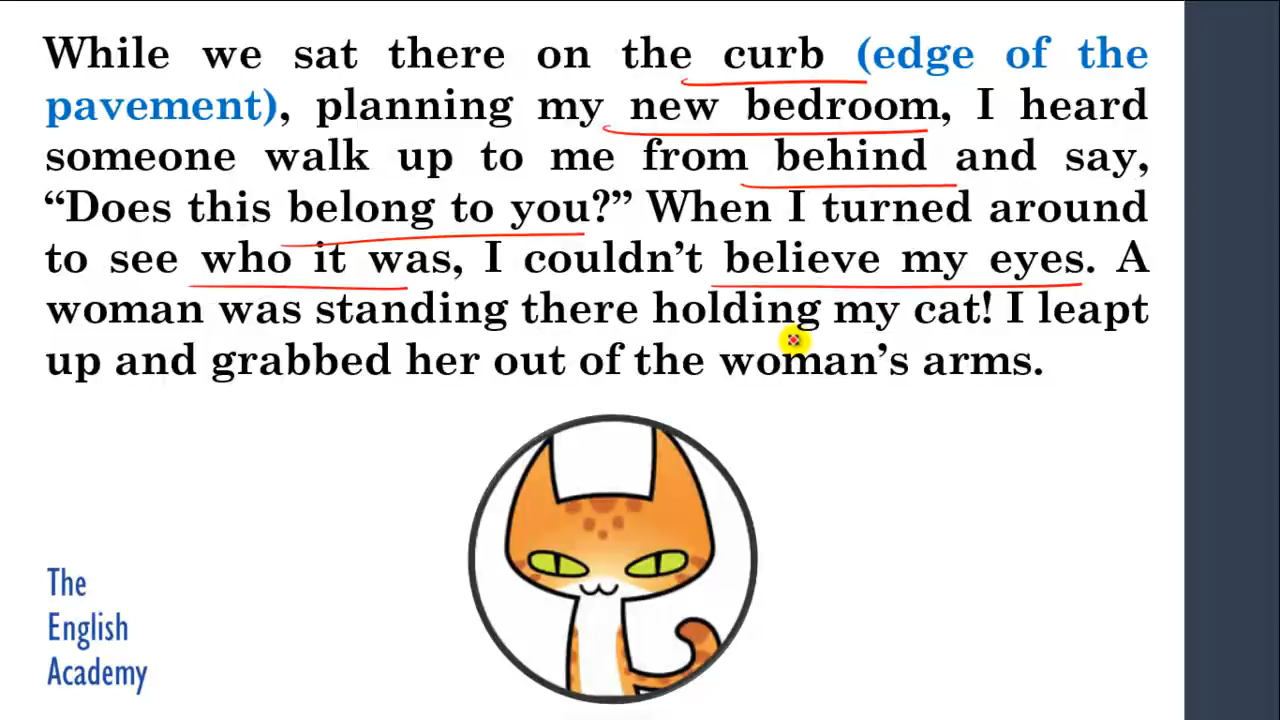 While we sat there on the curb (edge of the
pavement), planning my new bedroom, I heard
someone walk up to me from behind and say,
“Does this belong to you?” When I turned around
to see who it was, I couldn’t believe my eyes. A
woman was standing there holding my cat! I leapt
up and grabbed her out of the woman’s arms.
The
English
Academy